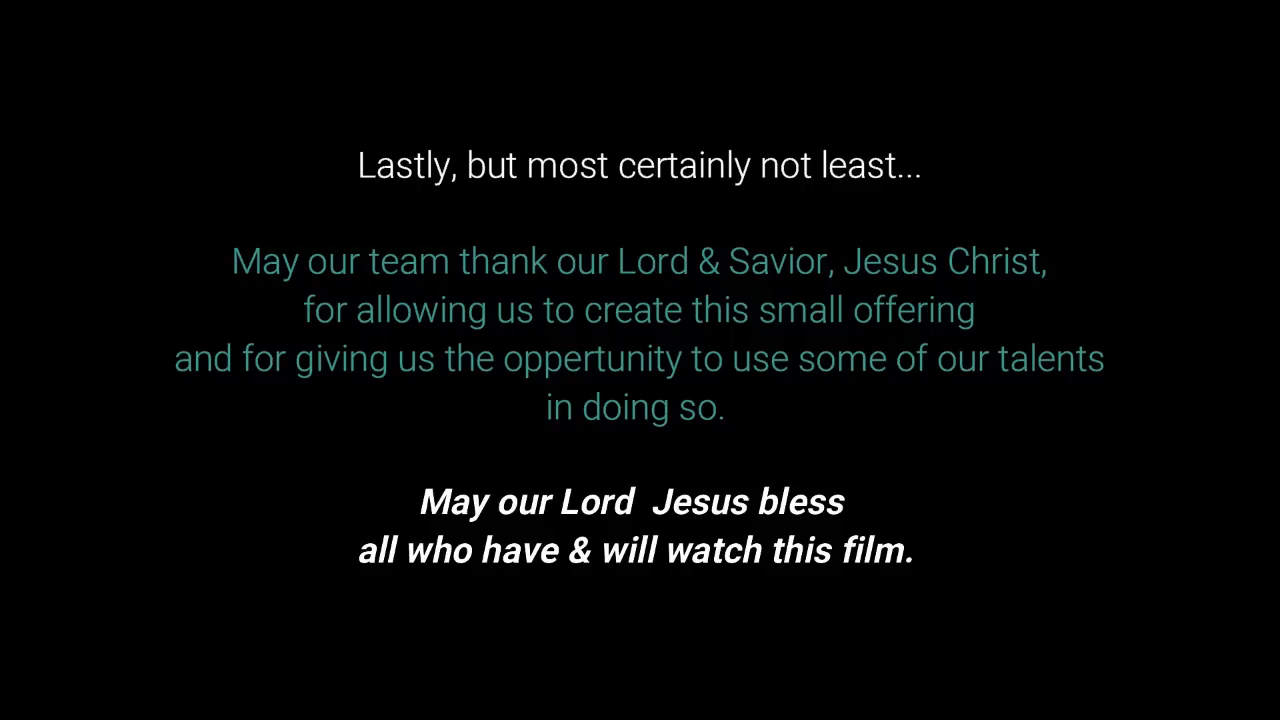 Lastly, but most certainly not least...
May our team thank our Lord & Savior, Jesus Christ,
for allowing us to create this small offering
and for giving us the oppertunity to use some of our talents
in doing so.
May our Lord  Jesus bless
all who have & will watch this film.